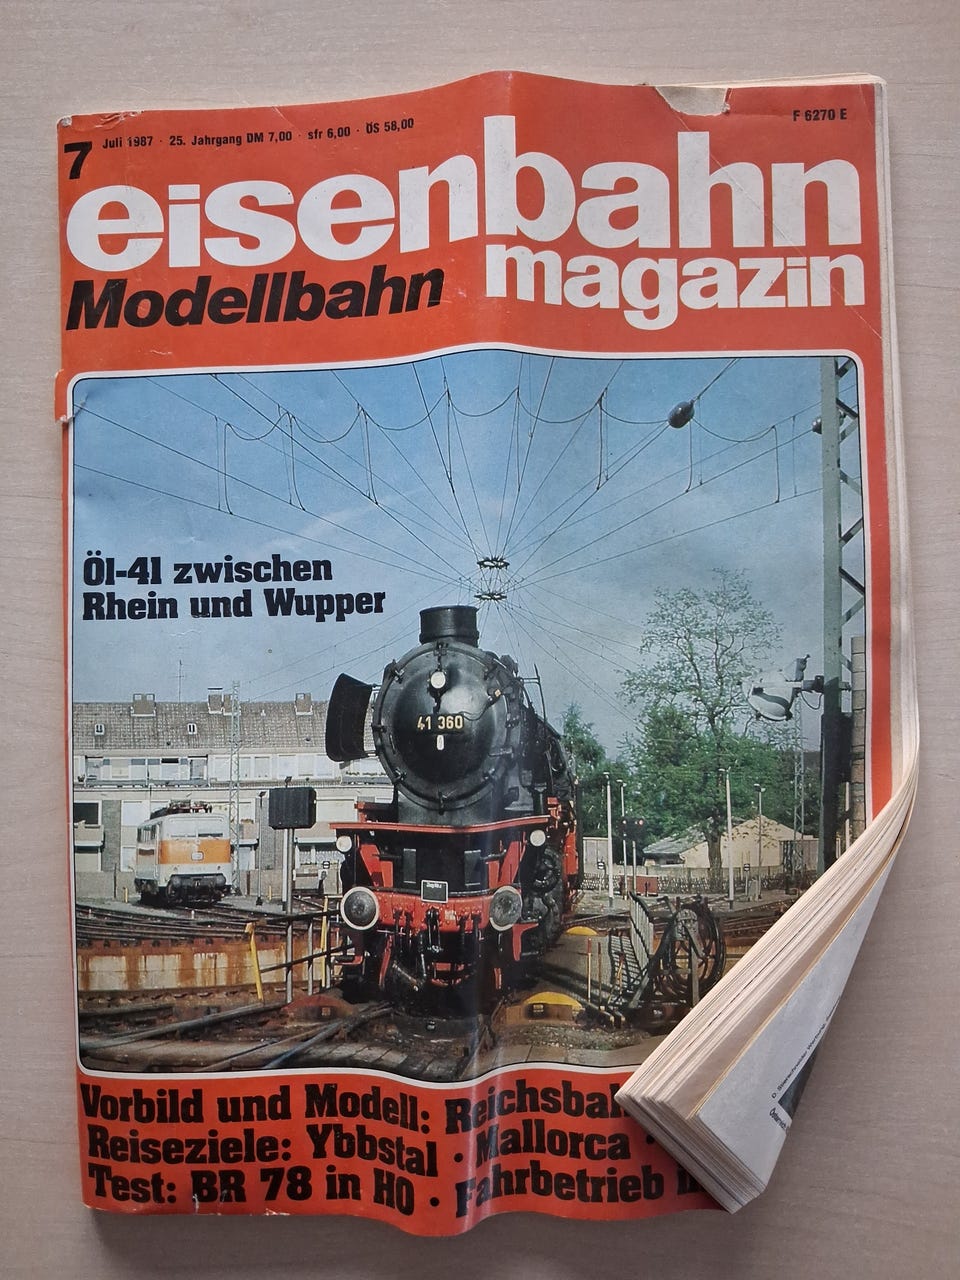 7 Juli 1987 · 25. Jahrgang DM 7,00 · sfr 6,00 · ÖS 58,00
F 6270 E
eisenbahn
Modellbahn magazin
Öl-41 zwischen
Rhein und Wupper
41 360
Vorbild und Modell: Reichsbah
Reiseziele: Ybbstal · Mallorca ·
Test: BR 78 in H0 · Fahrbetrieb